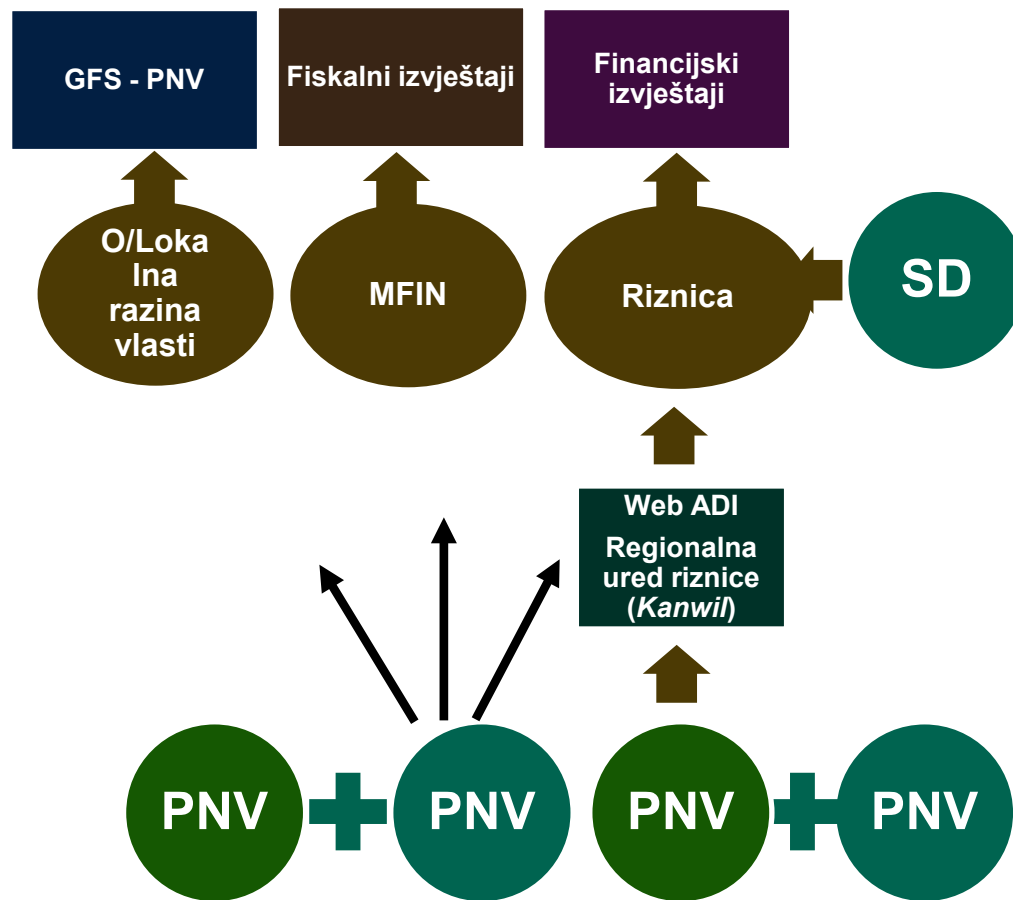 GFS - PNV
Fiskalni izvještaji
Financijski
izvještaji
O/Loka
lna
razina
vlasti
MFIN
Riznica
SD
Web ADI
Regionalna
ured riznice
(Kanwil)
PNV
PNV
PNV
PNV